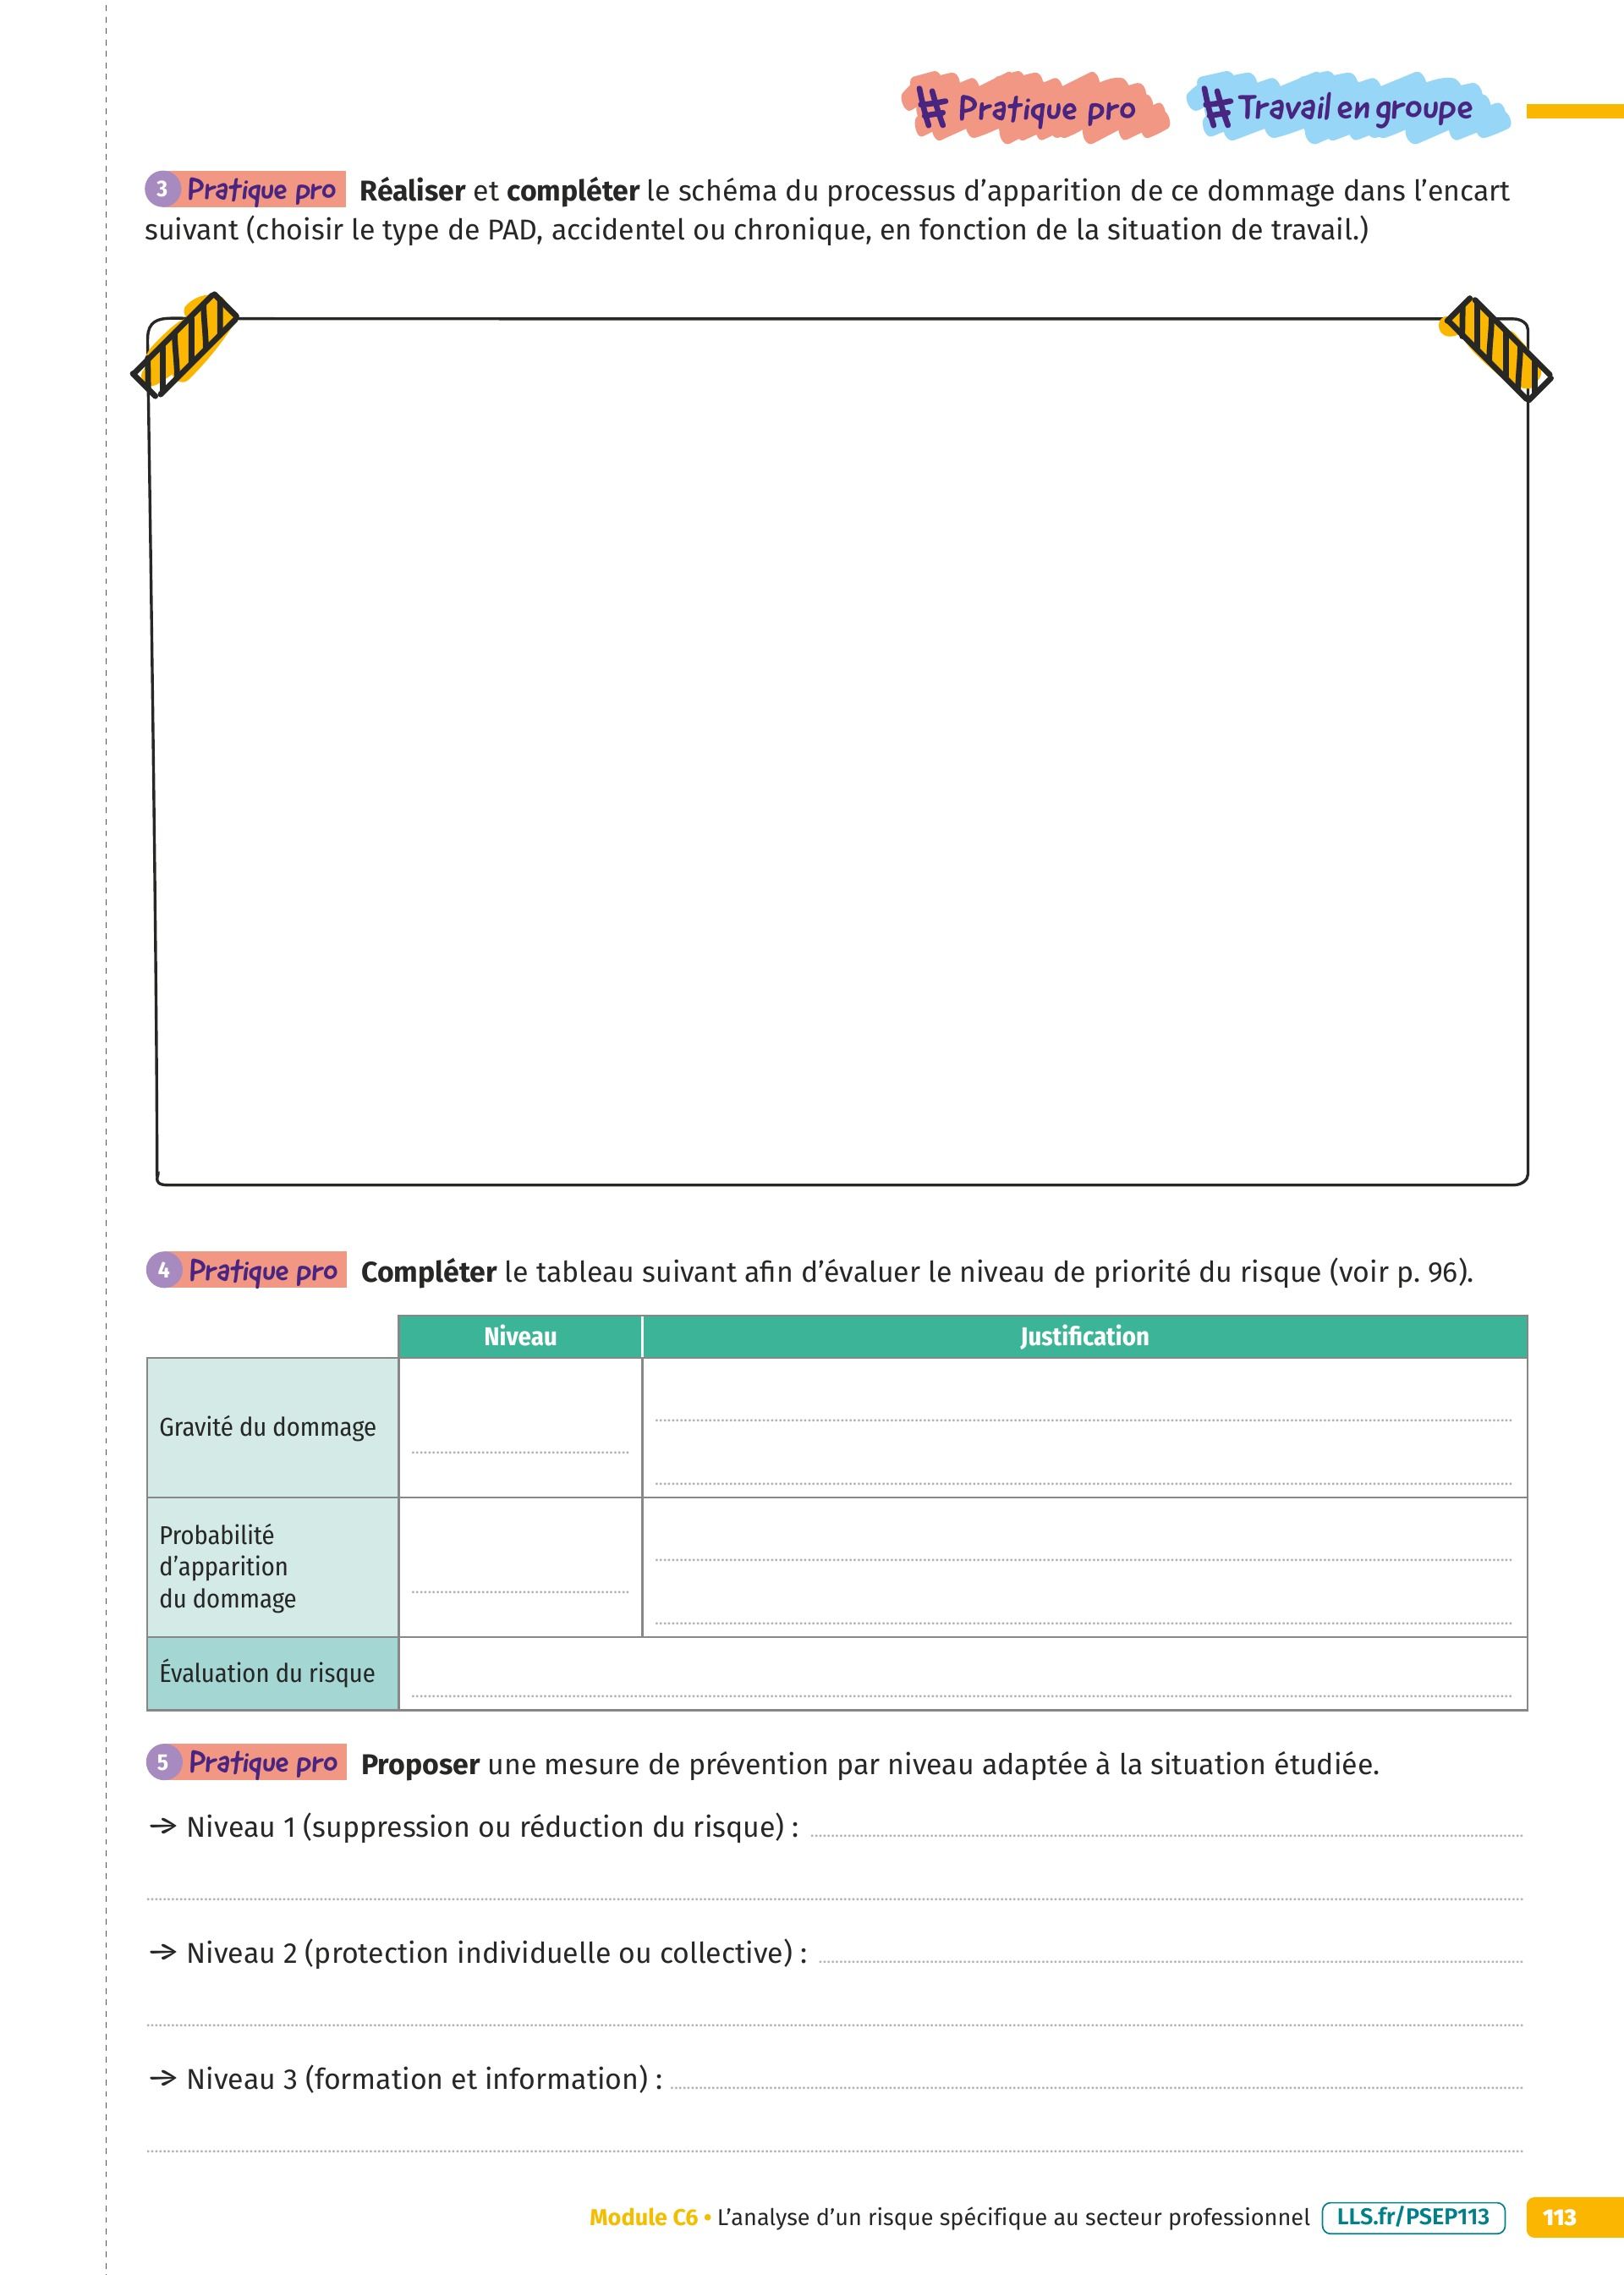 # Pratique pro # Travail en groupe
3 Pratique pro Réaliser et compléter le schéma du processus d’apparition de ce dommage dans l’encart
suivant (choisir le type de PAD, accidentel ou chronique, en fonction de la situation de travail.)
4 Pratique pro Compléter le tableau suivant afin d’évaluer le niveau de priorité du risque (voir p. 96).
Niveau Justification
Gravité du dommage
Probabilité
d’apparition
du dommage
Évaluation du risque
5 Pratique pro Proposer une mesure de prévention par niveau adaptée à la situation étudiée.
→ Niveau 1 (suppression ou réduction du risque) :
→ Niveau 2 (protection individuelle ou collective) :
→ Niveau 3 (formation et information) :
Module C6 • L’analyse d’un risque spécifique au secteur professionnel LLS.fr/PSEP113 113